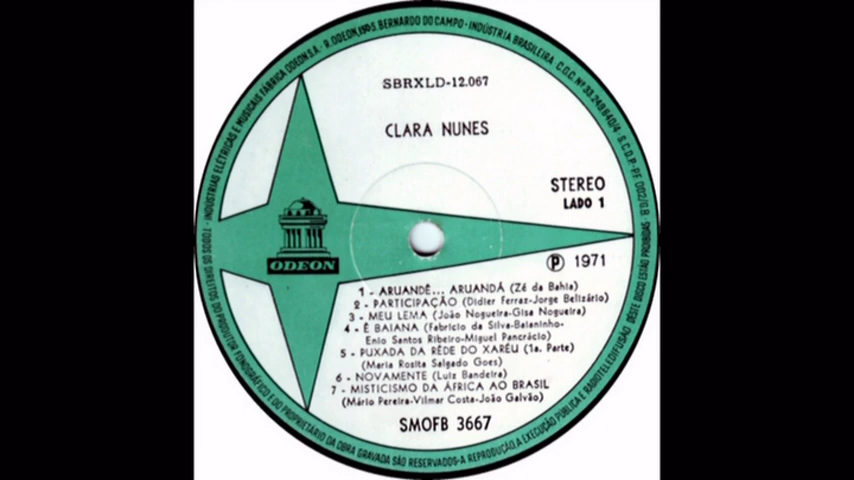 INDÚSTRIAS ELÉTRICAS E MUSICAIS FÁBRICA ODEON S.A. - R. ODEON, 150-S. BERNARDO DO CAMPO - INDÚSTRIA BRASILEIRA
SBRXLD-12.067
CLARA NUNES
STEREO
LADO 1
ODEON
Ⓟ 1971
1 - ARUANDÊ... ARUANDÁ (Zé da Bahia)
2 - PARTICIPAÇÃO (Didier Ferraz-Jorge Belizário)
3 - MEU LEMA (João Nogueira-Gisa Nogueira)
4 - Ê BAIANA (Fabrício da Silva-Baianinho-
Enio Santos Ribeiro-Miguel Pancrácio)
5 - PUXADA DA RÊDE DO XARÉU (1a. Parte)
(Maria Rosita Salgado Goes)
6 - NOVAMENTE (Luiz Bandeira)
7 - MISTICISMO DA ÁFRICA AO BRASIL
(Mário Pereira-Vilmar Costa-João Galvão)
SMOFB 3667
TODOS OS DIREITOS DO PRODUTOR FONOGRÁFICO E DO PROPRIETÁRIO DA OBRA GRAVADA SÃO RESERVADOS-A REPRODUÇÃO, A EXECUÇÃO PÚBLICA E RADIOTELEDIFUSÃO DÊSTE DISCO ESTÃO PROIBIDAS